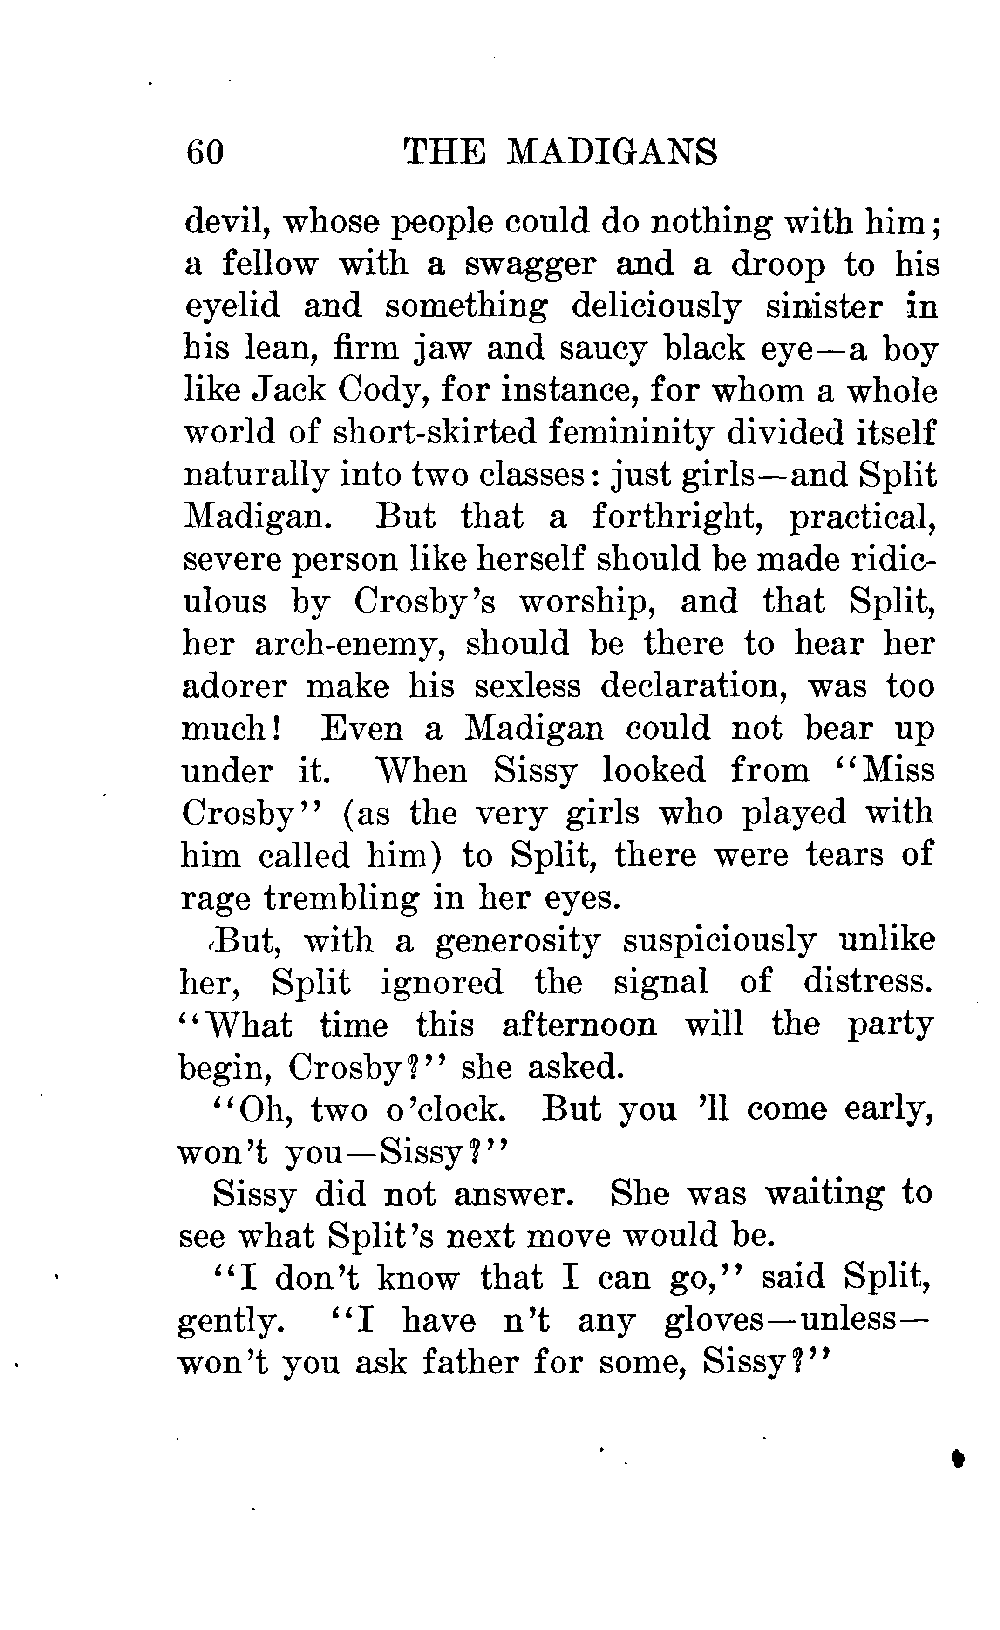 60 THE MADIGANS
devil, whose people could do nothing with him;
a fellow with a swagger and a droop to his
eyelid and something deliciously sinister in
his lean, firm jaw and saucy black eye—a boy
like Jack Cody, for instance, for whom a whole
world of short-skirted femininity divided itself
naturally into two classes: just girls—and Split
Madigan. But that a forthright, practical,
severe person like herself should be made ridic-
ulous by Crosby's worship, and that Split,
her arch-enemy, should be there to hear her
adorer make his sexless declaration, was too
much! Even a Madigan could not bear up
under it. When Sissy looked from "Miss
Crosby" (as the very girls who played with
him called him) to Split, there were tears of
rage trembling in her eyes.
But, with a generosity suspiciously unlike
her, Split ignored the signal of distress.
"What time this afternoon will the party
begin, Crosby?" she asked.
"Oh, two o'clock. But you 'll come early,
won't you—Sissy?"
Sissy did not answer. She was waiting to
see what Split's next move would be.
"I don't know that I can go," said Split,
gently. "I have n't any gloves—unless—
won't you ask father for some, Sissy?"